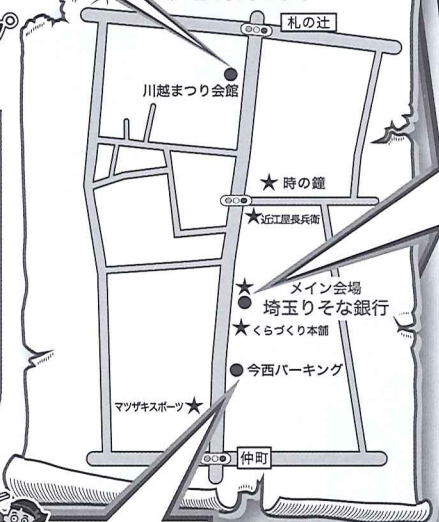 札の辻
川越まつり会館
時の鐘
近江屋長兵衛
メイン会場
埼玉りそな銀行
くらづくり本舗
今西パーキング
マツザキスポーツ
仲町